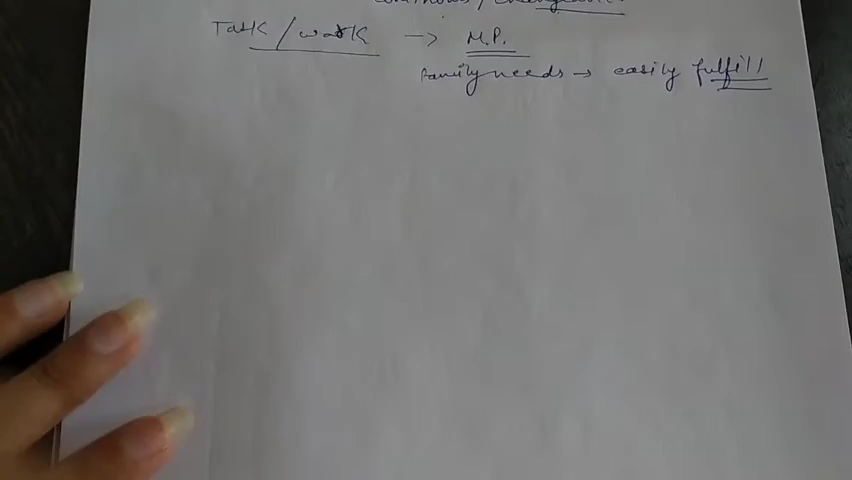 Task / work → M.P.
family needs → easily fulfill